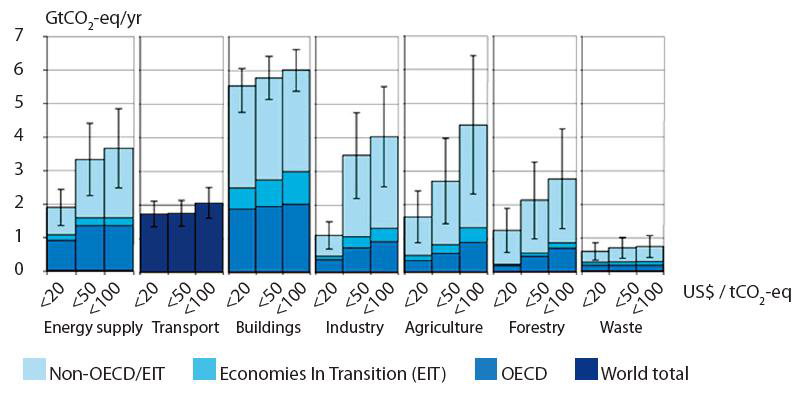 GtCO₂-eq/yr
7
6
5
4
3
2
1
0
<20 <50 <100 <20 <50 <100 <20 <50 <100 <20 <50 <100 <20 <50 <100 <20 <50 <100 <20 <50 <100 US$ / tCO₂-eq
Energy supply Transport Buildings Industry Agriculture Forestry Waste
Non-OECD/EIT Economies In Transition (EIT) OECD World total